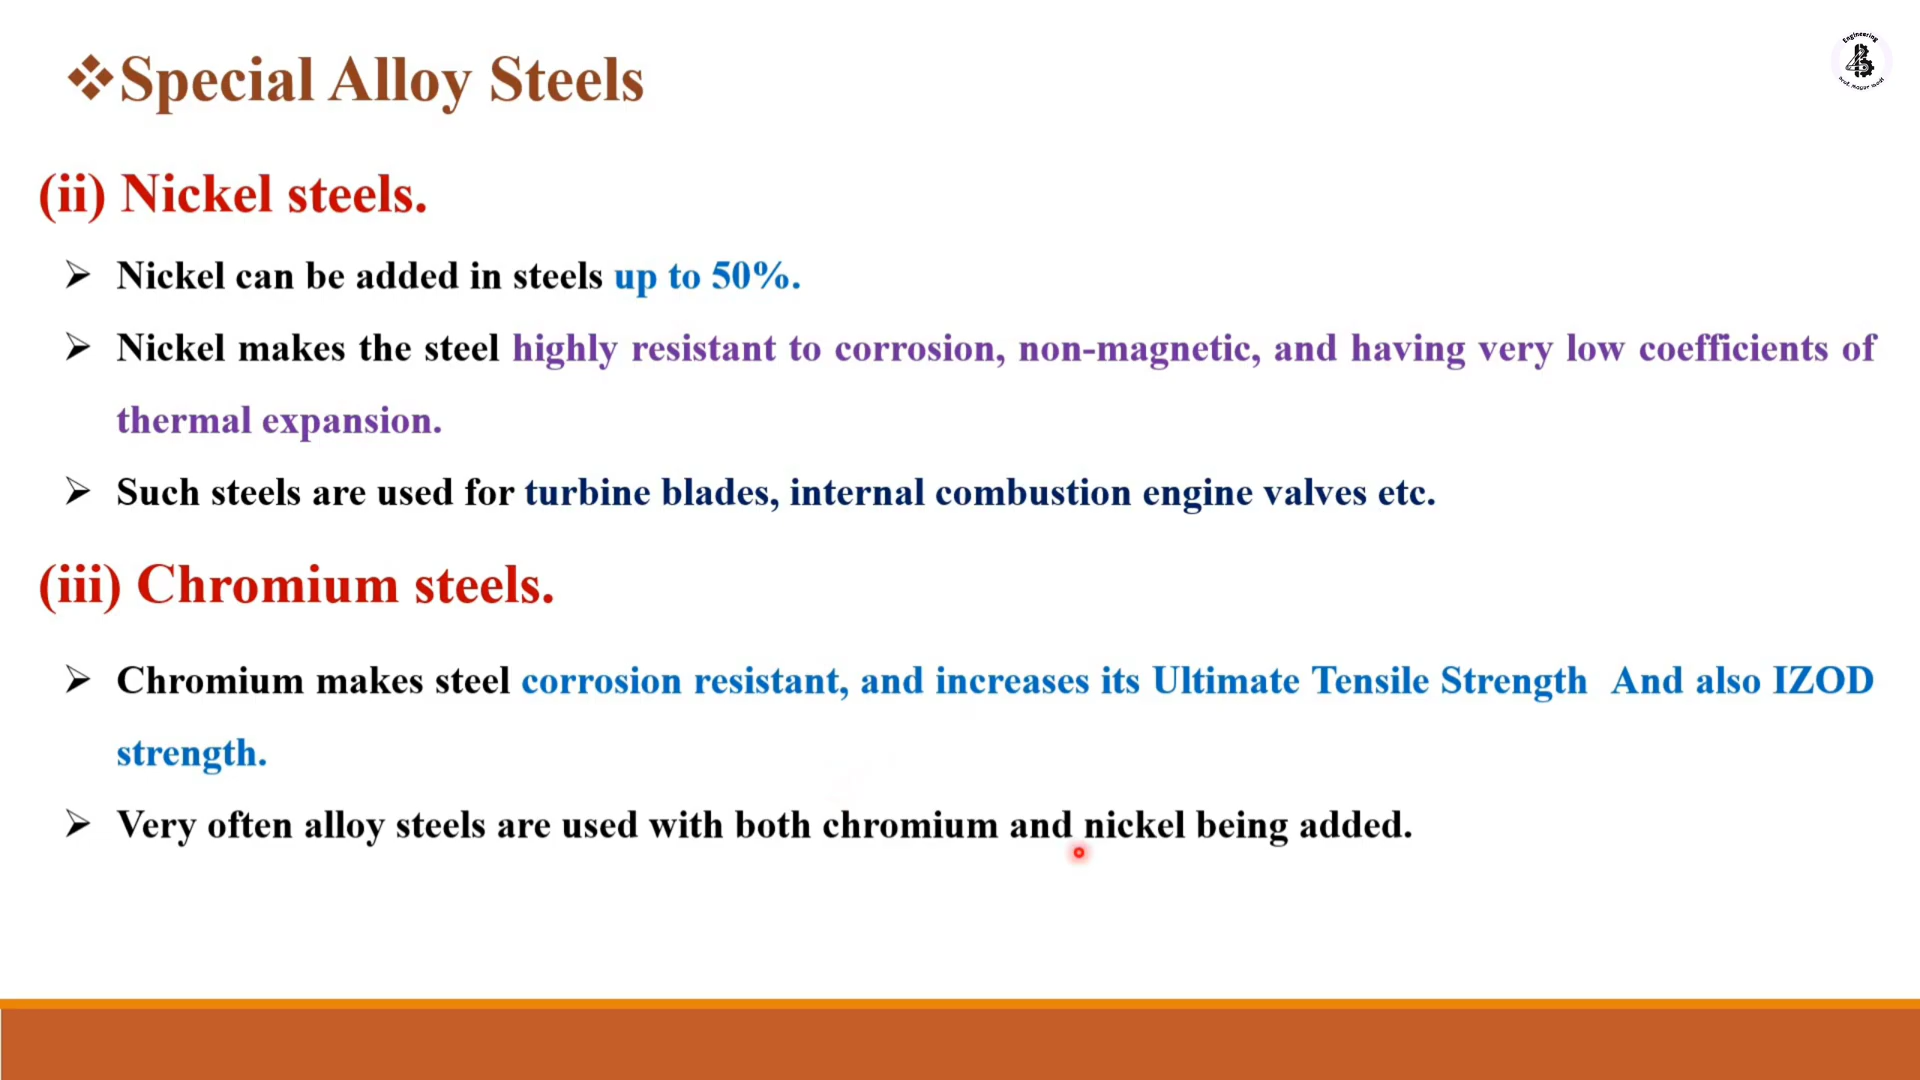 ❖Special Alloy Steels
Engineering
(ii) Nickel steels.
➢ Nickel can be added in steels up to 50%.
➢ Nickel makes the steel highly resistant to corrosion, non-magnetic, and having very low coefficients of
thermal expansion.
➢ Such steels are used for turbine blades, internal combustion engine valves etc.
(iii) Chromium steels.
➢ Chromium makes steel corrosion resistant, and increases its Ultimate Tensile Strength And also IZOD
strength.
➢ Very often alloy steels are used with both chromium and nickel being added.